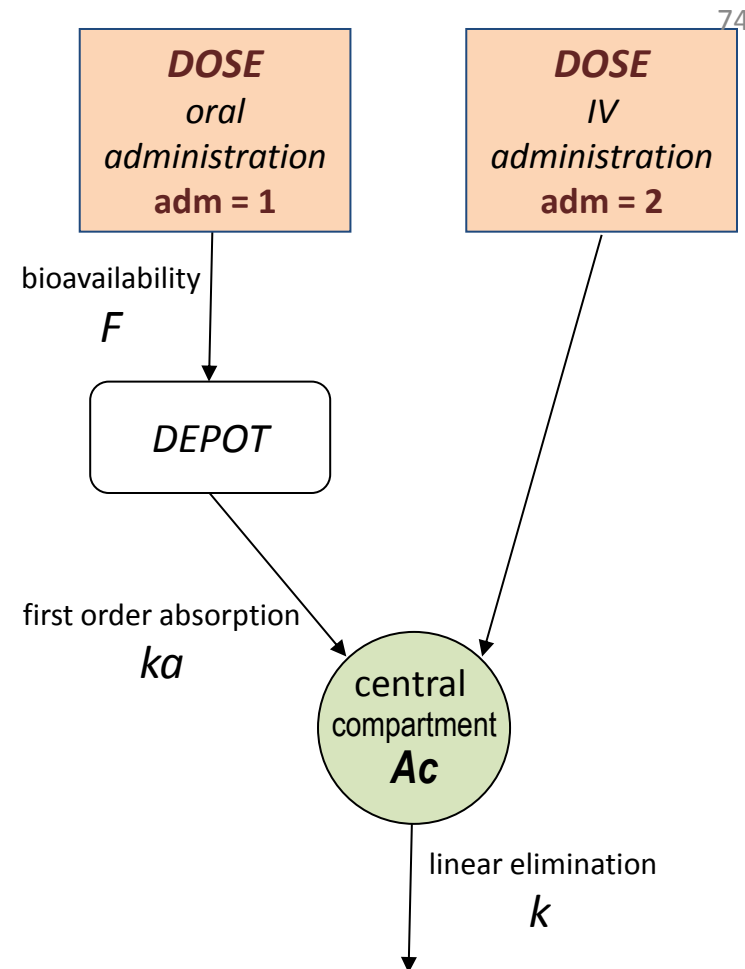 74
DOSE
oral
administration
adm = 1
DOSE
IV
administration
adm = 2
bioavailability
F
DEPOT
first order absorption
ka
central
compartment
Ac
linear elimination
k